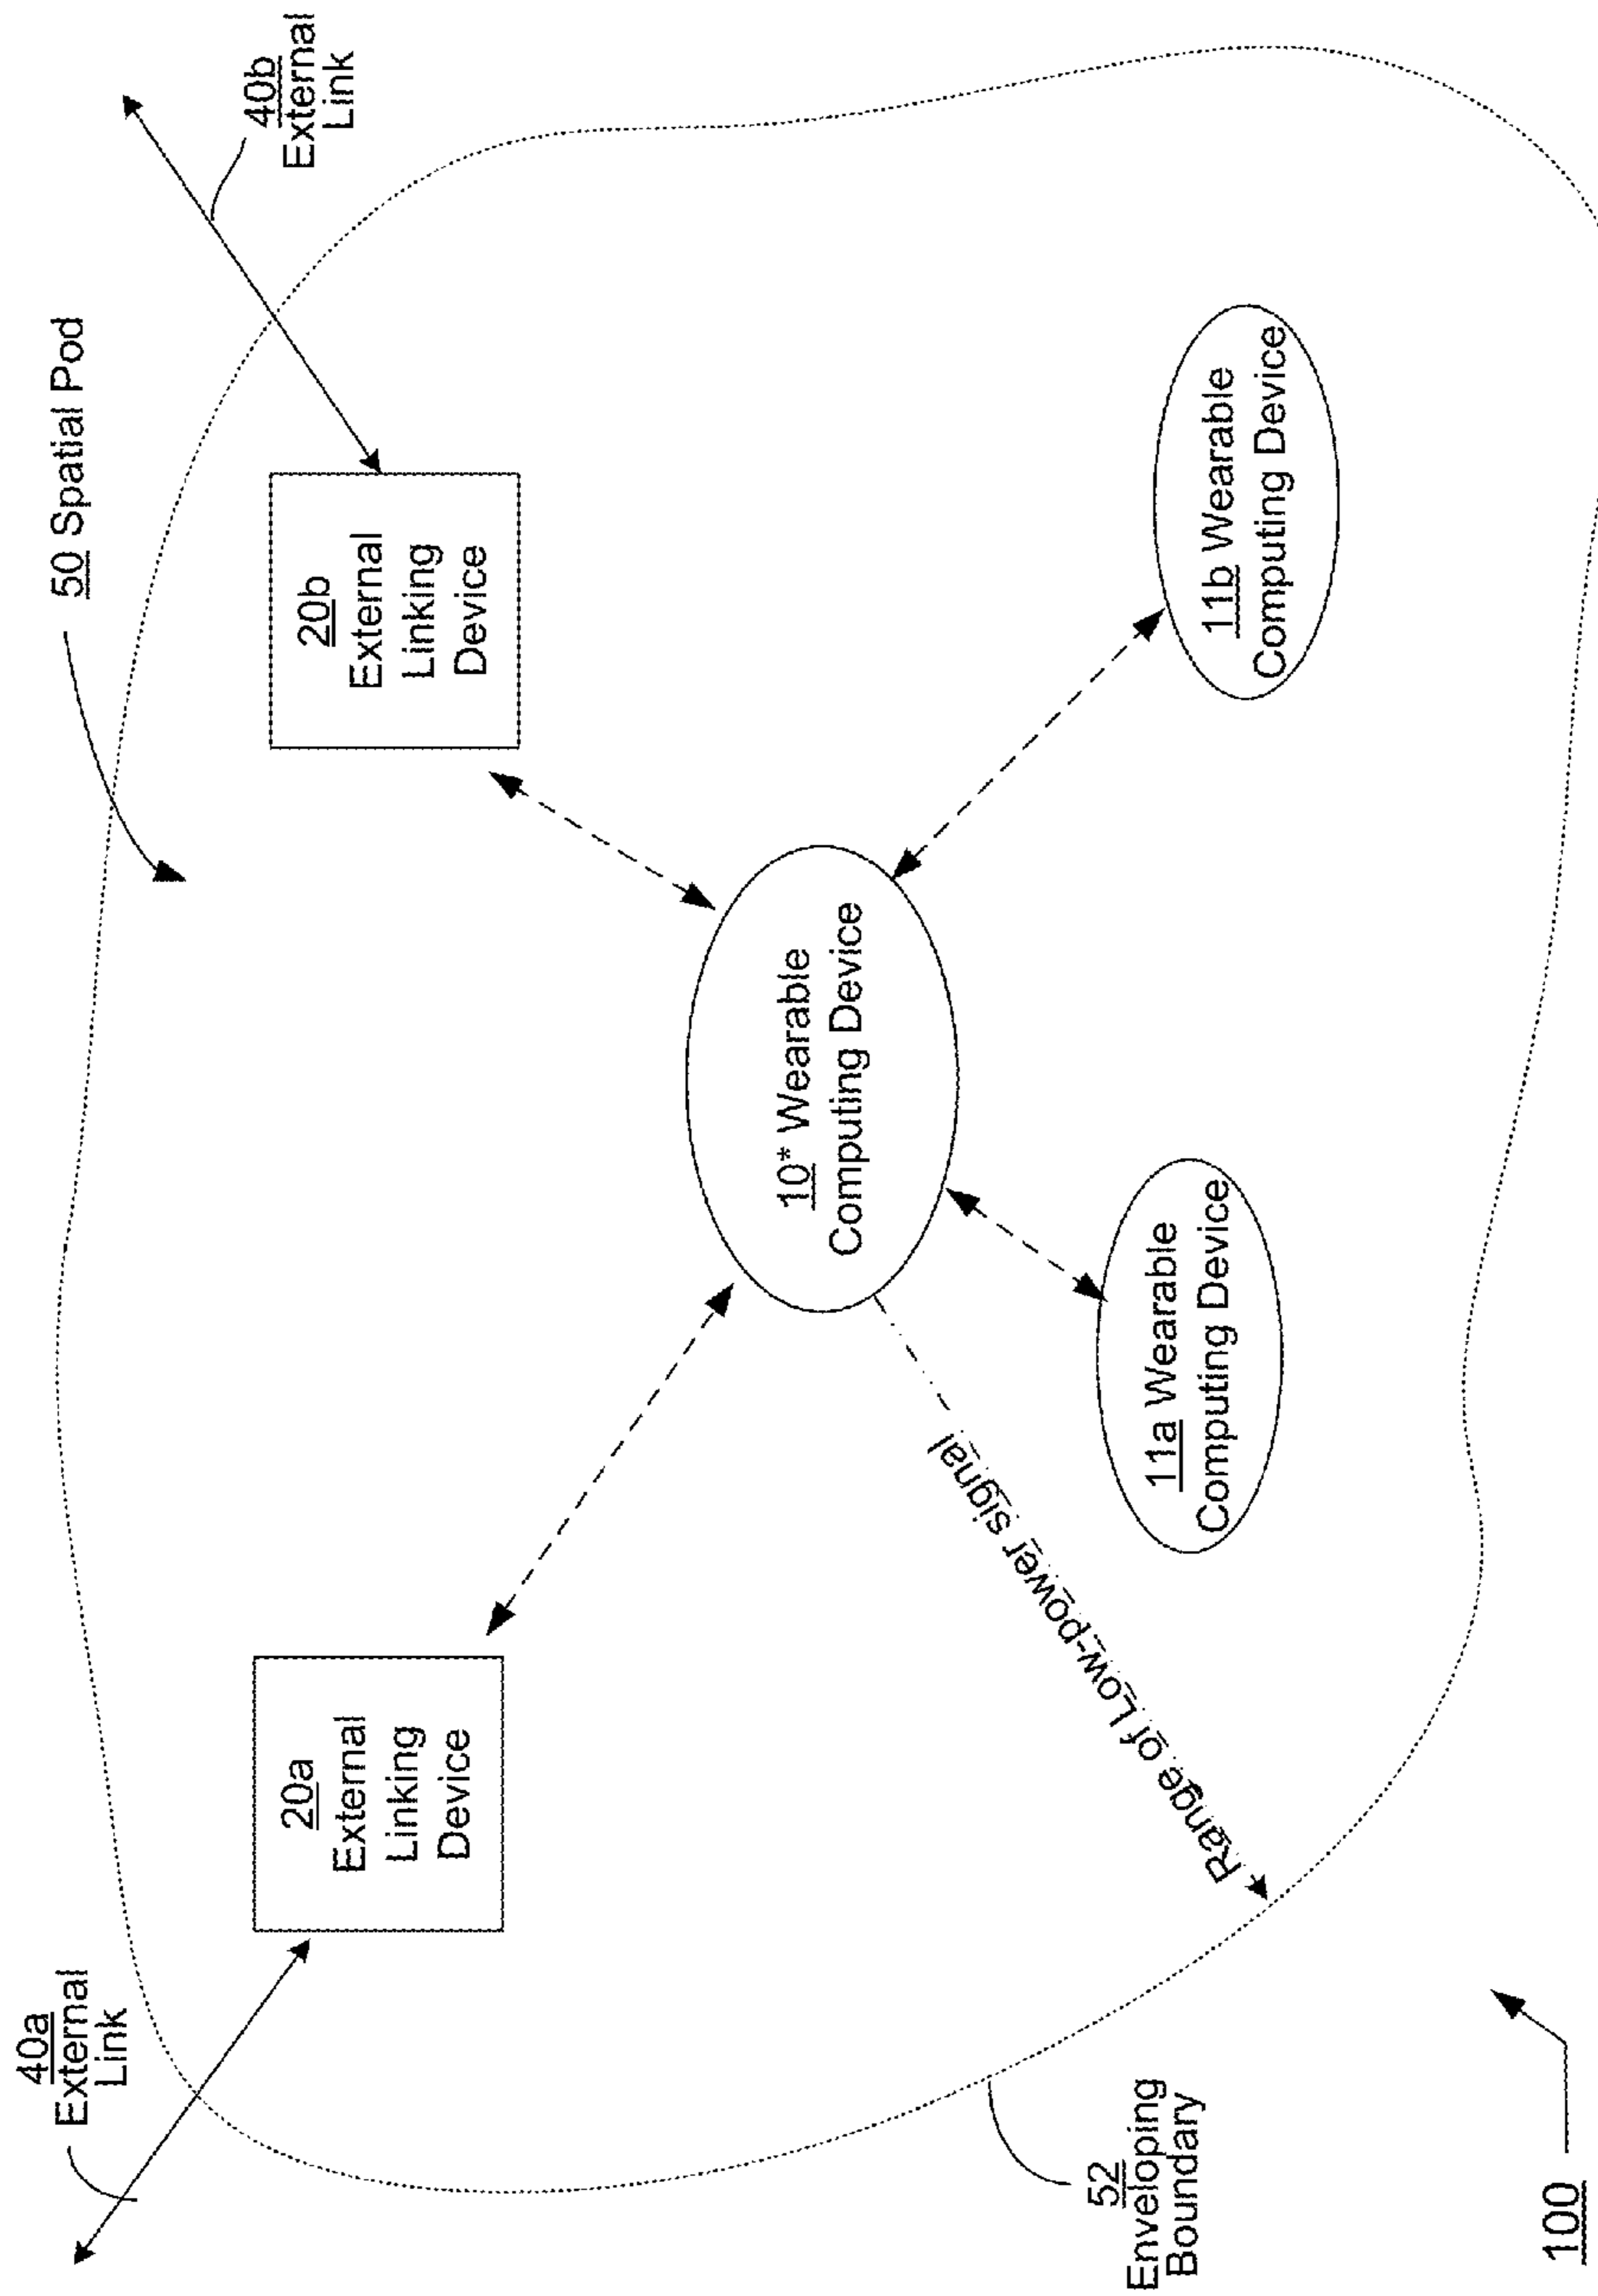 50 Spatial Pod
40a
External
Link
40b
External
Link
20a
External
Linking
Device
20b
External
Linking
Device
10* Wearable
Computing Device
Range of Low-power signal
11a Wearable
Computing Device
11b Wearable
Computing Device
52
Enveloping
Boundary
100